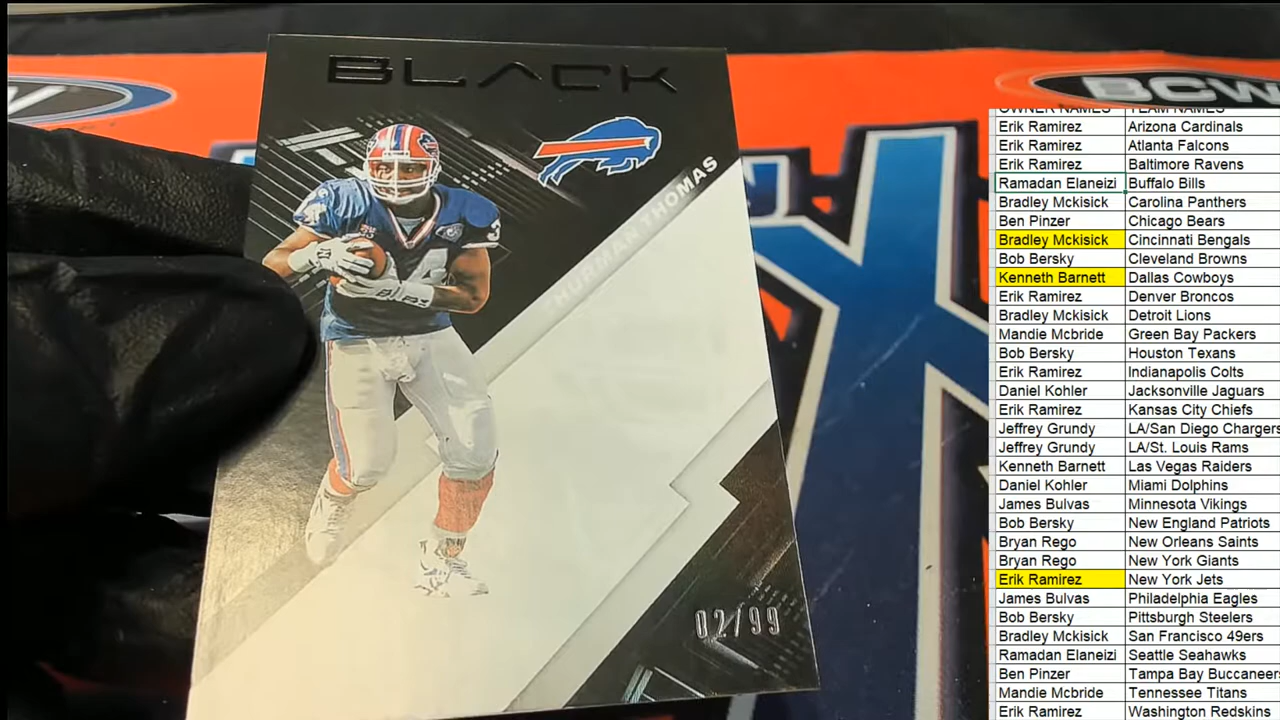 BLACK
THURMAN THOMAS
34
02/99
BCW
OWNER NAMES TEAM NAMES
Erik Ramirez Arizona Cardinals
Erik Ramirez Atlanta Falcons
Erik Ramirez Baltimore Ravens
Ramadan Elaneizi Buffalo Bills
Bradley Mckisick Carolina Panthers
Ben Pinzer Chicago Bears
Bradley Mckisick Cincinnati Bengals
Bob Bersky Cleveland Browns
Kenneth Barnett Dallas Cowboys
Erik Ramirez Denver Broncos
Bradley Mckisick Detroit Lions
Mandie Mcbride Green Bay Packers
Bob Bersky Houston Texans
Erik Ramirez Indianapolis Colts
Daniel Kohler Jacksonville Jaguars
Erik Ramirez Kansas City Chiefs
Jeffrey Grundy LA/San Diego Chargers
Jeffrey Grundy LA/St. Louis Rams
Kenneth Barnett Las Vegas Raiders
Daniel Kohler Miami Dolphins
James Bulvas Minnesota Vikings
Bob Bersky New England Patriots
Bryan Rego New Orleans Saints
Bryan Rego New York Giants
Erik Ramirez New York Jets
James Bulvas Philadelphia Eagles
Bob Bersky Pittsburgh Steelers
Bradley Mckisick San Francisco 49ers
Ramadan Elaneizi Seattle Seahawks
Ben Pinzer Tampa Bay Buccaneers
Mandie Mcbride Tennessee Titans
Erik Ramirez Washington Redskins